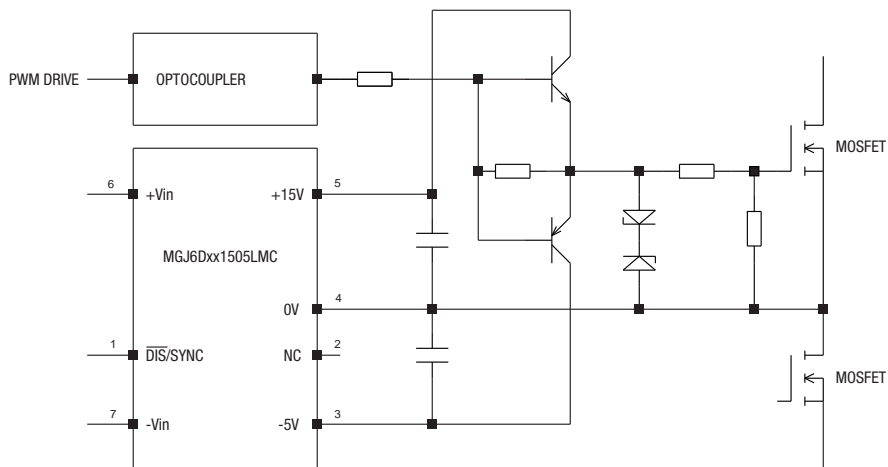 PWM DRIVE
OPTOCOUPLER
MOSFET
6
+Vin
+15V
5
MGJ6Dxx1505LMC
0V
4
1
DIS/SYNC
NC
2
MOSFET
7
-Vin
-5V
3